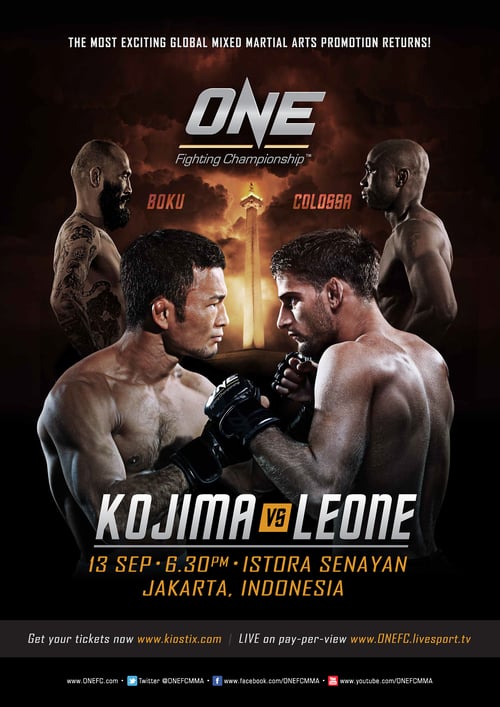 THE MOST EXCITING GLOBAL MIXED MARTIAL ARTS PROMOTION RETURNS!
ONE
Fighting Championship™
BOKU COLOSSA
ONE
KOJIMA VS LEONE
13 SEP • 6.30PM • ISTORA SENAYAN
JAKARTA, INDONESIA
Get your tickets now www.kiostix.com | LIVE on pay-per-view www.ONEFC.livesport.tv
www.ONEFC.com • Twitter @ONEFCMMA • f www.facebook.com/ONEFCMMA • www.youtube.com/ONEFCMMA